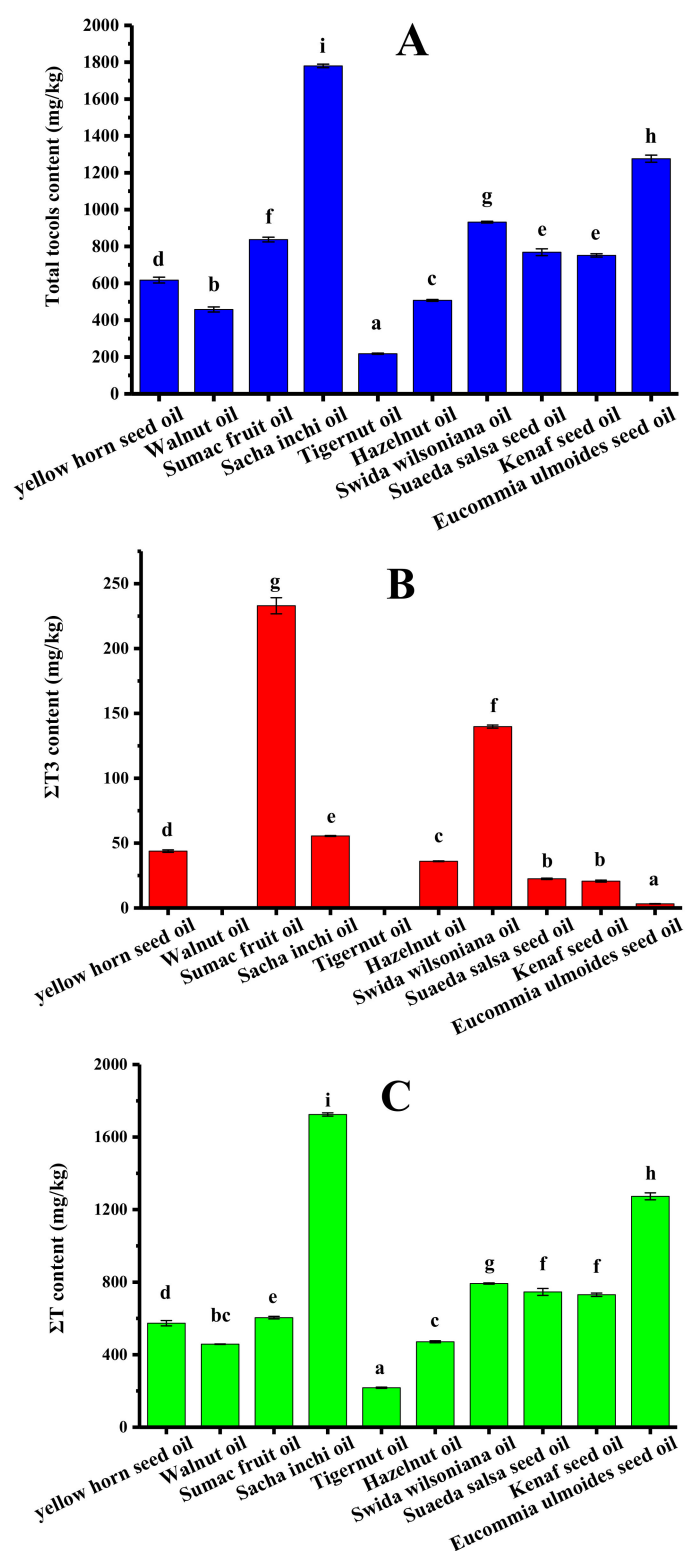 A
Total tocols content (mg/kg)
2000
1800
1600
1400
1200
1000
800
600
400
200
0
d
b
f
i
a
c
g
e
e
h
yellow horn seed oil
Walnut oil
Sumac fruit oil
Sacha inchi oil
Tigernut oil
Hazelnut oil
Swida wilsoniana oil
Suaeda salsa seed oil
Kenaf seed oil
Eucommia ulmoides seed oil
B
ΣT3 content (mg/kg)
250
200
150
100
50
0
d
g
e
c
f
b
b
a
yellow horn seed oil
Walnut oil
Sumac fruit oil
Sacha inchi oil
Tigernut oil
Hazelnut oil
Swida wilsoniana oil
Suaeda salsa seed oil
Kenaf seed oil
Eucommia ulmoides seed oil
C
ΣT content (mg/kg)
2000
1600
1200
800
400
0
d
bc
e
i
a
c
g
f
f
h
yellow horn seed oil
Walnut oil
Sumac fruit oil
Sacha inchi oil
Tigernut oil
Hazelnut oil
Swida wilsoniana oil
Suaeda salsa seed oil
Kenaf seed oil
Eucommia ulmoides seed oil